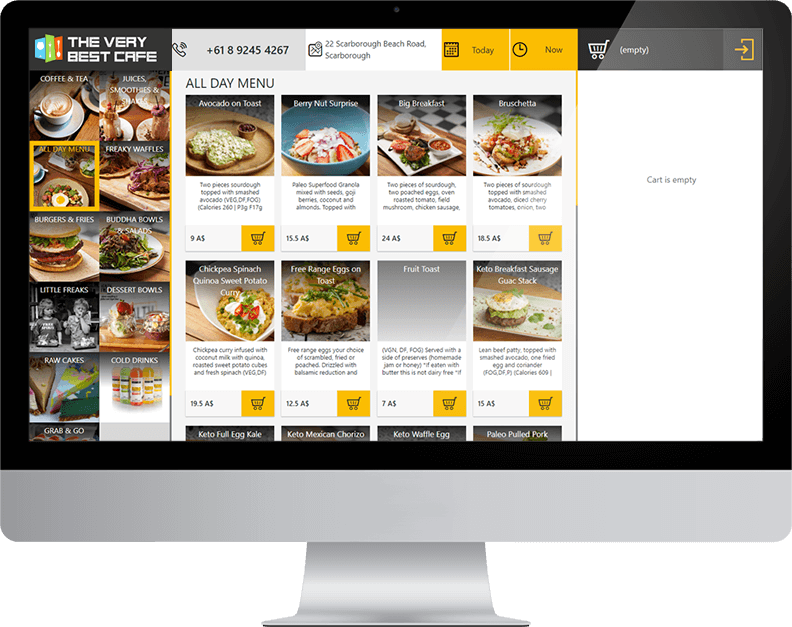 THE VERY
BEST CAFE
+61 8 9245 4267
22 Scarborough Beach Road,
Scarborough
Today
Now
(empty)
COFFEE & TEA
JUICES,
SMOOTHIES &
SHAKES
ALL DAY MENU
FREAKY WAFFLES
BURGERS & FRIES
BUDDHA BOWLS
& SALADS
LITTLE FREAKS
DESSERT BOWLS
RAW CAKES
COLD DRINKS
GRAB & GO
ALL DAY MENU
Avocado on Toast
Two pieces sourdough
topped with smashed
avocado (VEG,DF,FOG)
(Calories 260 | P3g F17g
9 A$
Berry Nut Surprise
Paleo Superfood Granola
mixed with seeds, goji
berries, coconut and
almonds. Topped with
15.5 A$
Big Breakfast
Two pieces of sourdough,
two poached eggs, oven
roasted tomato, field
mushroom, chicken sausage,
24 A$
Bruschetta
Two pieces of sourdough
topped with smashed
avocado, diced cherry
tomatoes, onion, two
18.5 A$
Chickpea Spinach
Quinoa Sweet Potato
Curry
Chickpea curry infused with
coconut milk with quinoa,
roasted sweet potato cubes
and fresh spinach (VEG,DF)
19.5 A$
Free Range Eggs on
Toast
Free range eggs your choice
of scrambled, fried or
poached. Drizzled with
balsamic reduction and
12.5 A$
Fruit Toast
(VGN, DF, FOG) Served with a
side of preserves (homemade
jam or honey) *If eaten with
butter this is not dairy free *If
7 A$
Keto Breakfast Sausage
Guac Stack
Lean beef patty, topped with
smashed avocado, one fried
egg and coriander
(FOG,DF,P) (Calories 609 |
15 A$
Keto Full Egg Kale
Keto Mexican Chorizo
Keto Waffle Egg
Paleo Pulled Pork
Cart is empty